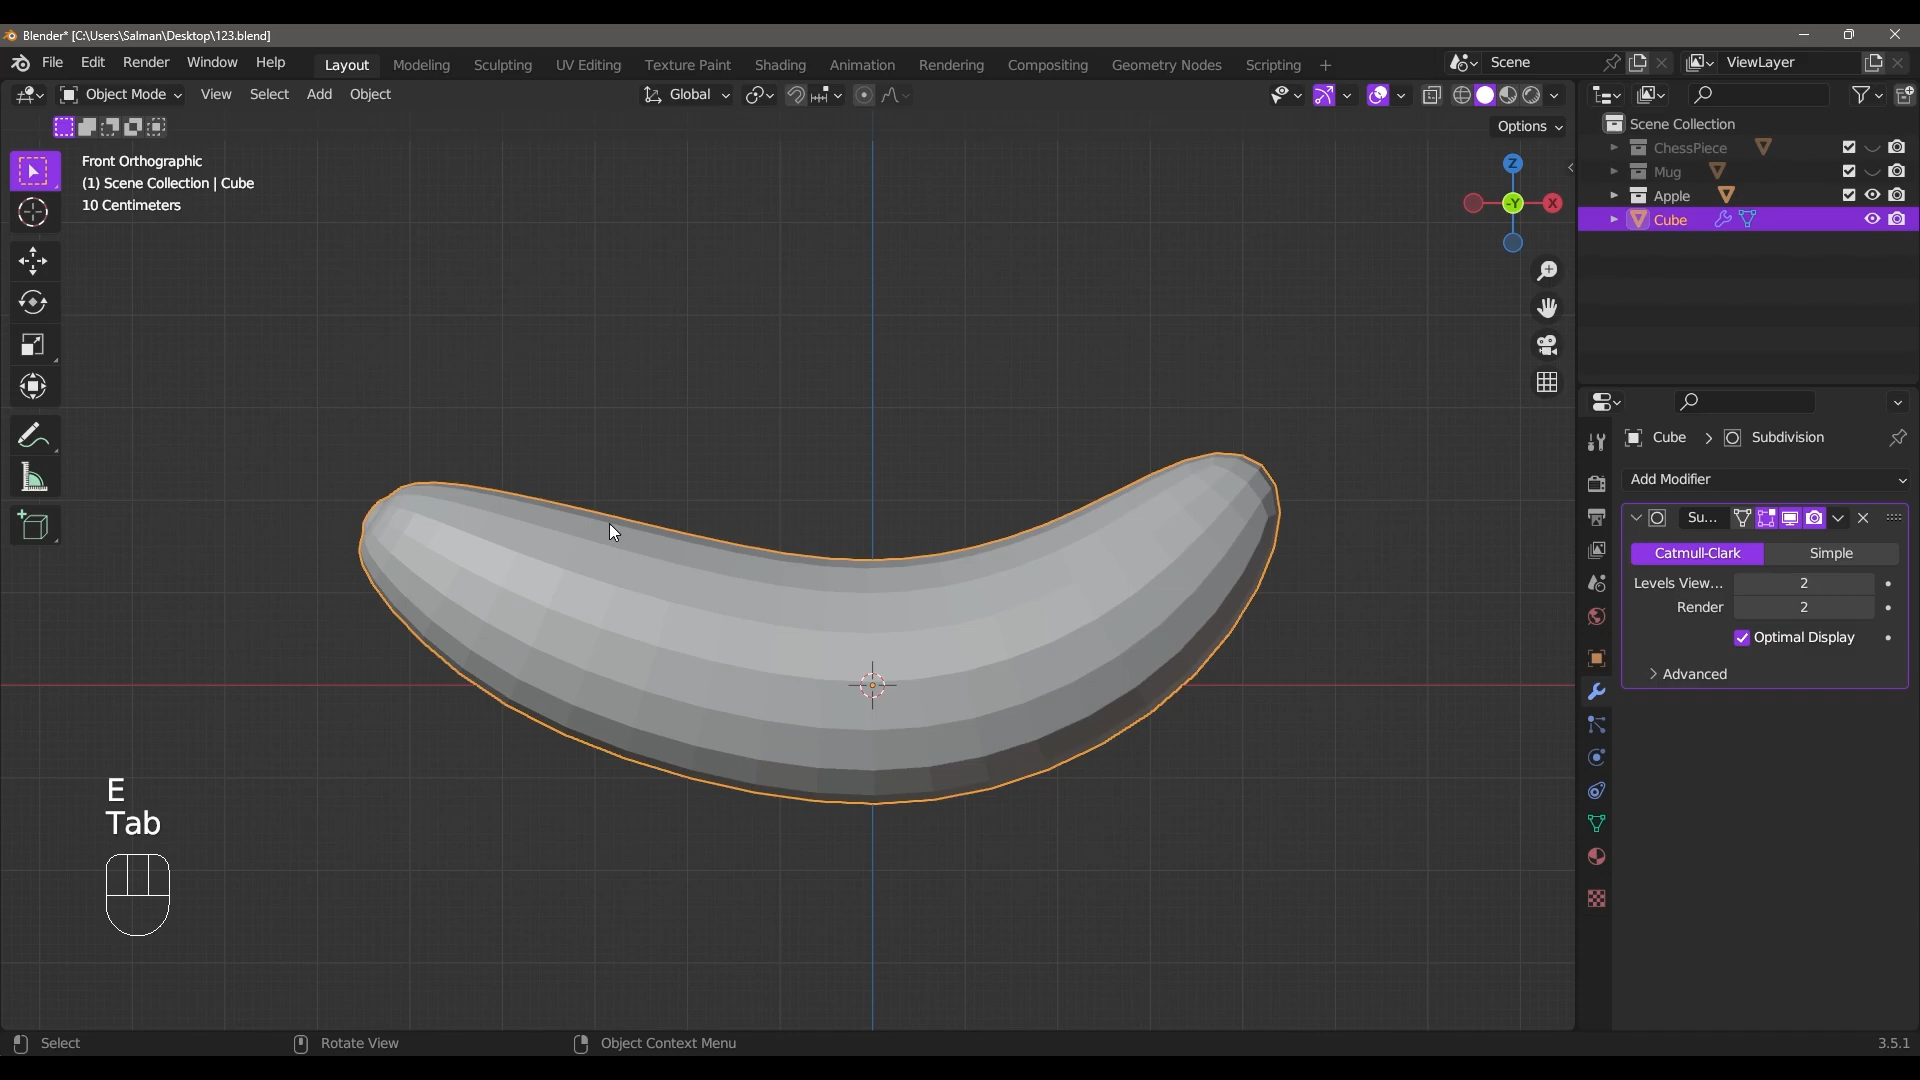 Blender* [C:\Users\Salman\Desktop\123.blend]
File Edit Render Window Help Layout Modeling Sculpting UV Editing Texture Paint Shading Animation Rendering Compositing Geometry Nodes Scripting + Scene ViewLayer
Object Mode View Select Add Object Global
Options
Scene Collection
ChessPiece
Mug
Apple
Cube
Front Orthographic
(1) Scene Collection | Cube
10 Centimeters
Z
-Y X
Cube > Subdivision
Add Modifier
Su...
Catmull-Clark Simple
Levels View... 2
Render 2
Optimal Display
Advanced
E
Tab
Select Rotate View Object Context Menu 3.5.1